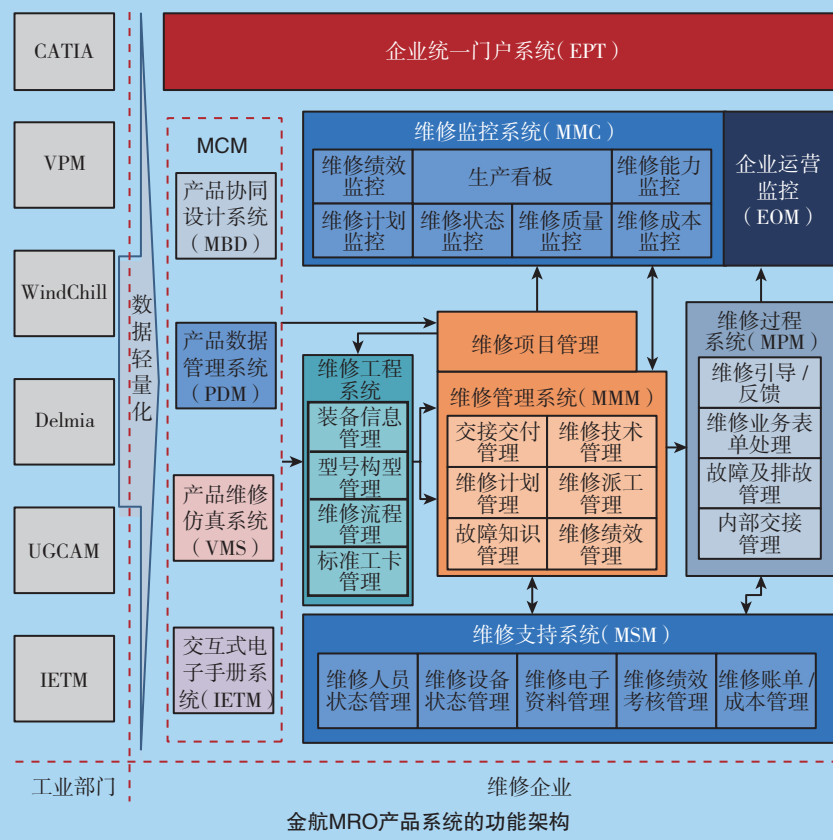 CATIA
VPM
WindChill
Delmia
UGCAM
IETM
数
据
轻
量
化
企业统一门户系统(EPT)
MCM
产品协同
设计系统
(MBD)
产品数据
管理系统
(PDM)
产品维修
仿真系统
(VMS)
交互式电
子手册系
统(IETM)
维修监控系统(MMC)
维修绩效
监控
生产看板
维修能力
监控
维修计划
监控
维修状态
监控
维修质量
监控
维修成本
监控
企业运营
监控
(EOM)
维修工程
系统
装备信息
管理
型号构型
管理
维修流程
管理
标准工卡
管理
维修项目管理
维修管理系统(MMM)
交接交付
管理
维修技术
管理
维修计划
管理
维修派工
管理
故障知识
管理
维修绩效
管理
维修过程
系统(MPM)
维修引导/
反馈
维修业务表
单处理
故障及排故
管理
内部交接
管理
维修支持系统(MSM)
维修人员
状态管理
维修设备
状态管理
维修电子
资料管理
维修绩效
考核管理
维修账单/
成本管理
工业部门
维修企业
金航MRO产品系统的功能架构